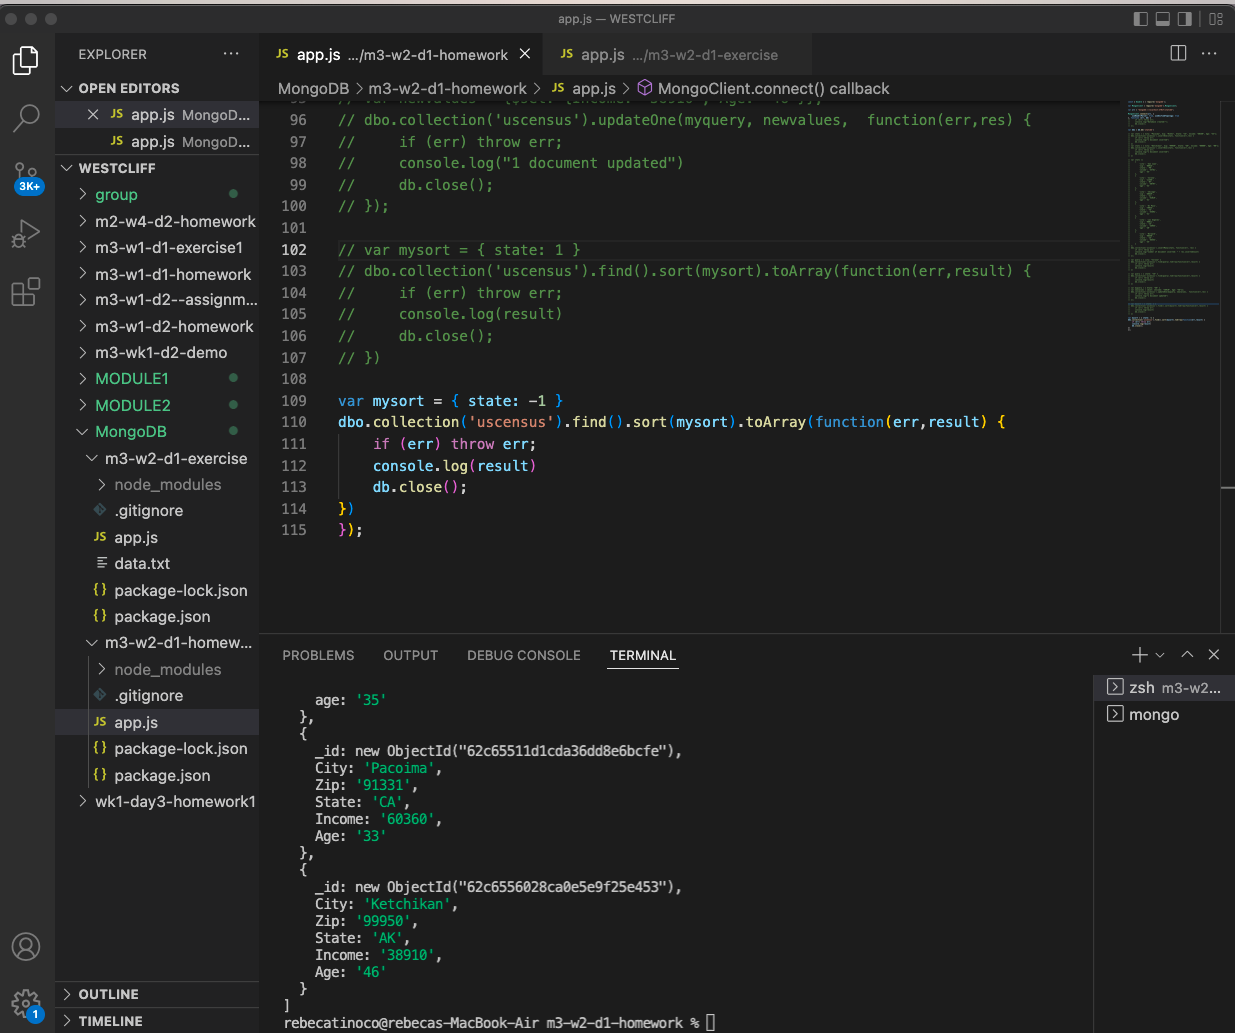 app.js — WESTCLIFF
EXPLORER
OPEN EDITORS
JS app.js MongoD...
JS app.js MongoD...
WESTCLIFF
group
m2-w4-d2-homework
m3-w1-d1-exercise1
m3-w1-d1-homework
m3-w1-d2--assignm...
m3-w1-d2-homework
m3-wk1-d2-demo
MODULE1
MODULE2
MongoDB
m3-w2-d1-exercise
node_modules
.gitignore
JS app.js
data.txt
{} package-lock.json
{} package.json
m3-w2-d1-homew...
node_modules
.gitignore
JS app.js
{} package-lock.json
{} package.json
wk1-day3-homework1
OUTLINE
TIMELINE
3K+
1
JS app.js .../m3-w2-d1-homework
JS app.js .../m3-w2-d1-exercise
MongoDB > m3-w2-d1-homework > JS app.js > MongoClient.connect() callback
96 // dbo.collection('uscensus').updateOne(myquery, newvalues,  function(err,res) {
97 //     if (err) throw err;
98 //     console.log("1 document updated")
99 //     db.close();
100 // });
101
102 // var mysort = { state: 1 }
103 // dbo.collection('uscensus').find().sort(mysort).toArray(function(err,result) {
104 //     if (err) throw err;
105 //     console.log(result)
106 //     db.close();
107 // })
108
109 var mysort = { state: -1 }
110 dbo.collection('uscensus').find().sort(mysort).toArray(function(err,result) {
111     if (err) throw err;
112     console.log(result)
113     db.close();
114 })
115 });
PROBLEMS OUTPUT DEBUG CONSOLE TERMINAL
age: '35'
},
{
_id: new ObjectId("62c65511d1cda36dd8e6bcfe"),
City: 'Pacoima',
Zip: '91331',
State: 'CA',
Income: '60360',
Age: '33'
},
{
_id: new ObjectId("62c6556028ca0e5e9f25e453"),
City: 'Ketchikan',
Zip: '99950',
State: 'AK',
Income: '38910',
Age: '46'
}
]
rebecatinoco@rebecas-MacBook-Air m3-w2-d1-homework %
zsh m3-w2...
mongo